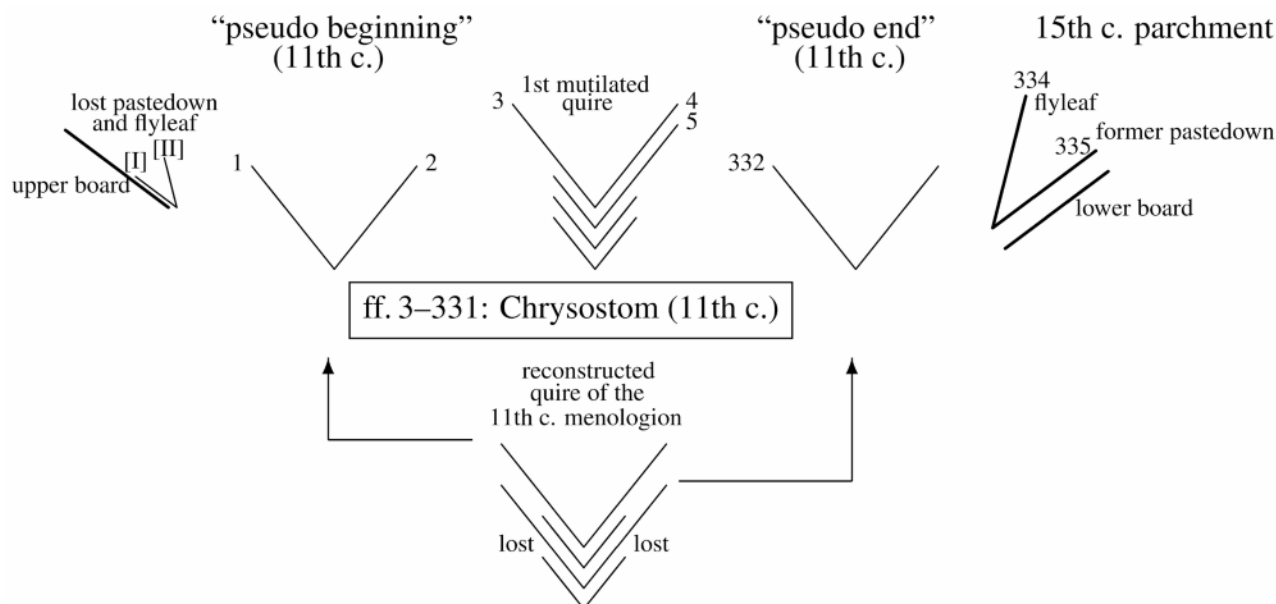 “pseudo beginning”
(11th c.)
“pseudo end”
(11th c.)
15th c. parchment
lost pastedown
and flyleaf
[I]
[II]
upper board
1
2
3
1st mutilated
quire
4
5
332
334
flyleaf
335
former pastedown
lower board
ff. 3–331: Chrysostom (11th c.)
reconstructed
quire of the
11th c. menologion
lost
lost